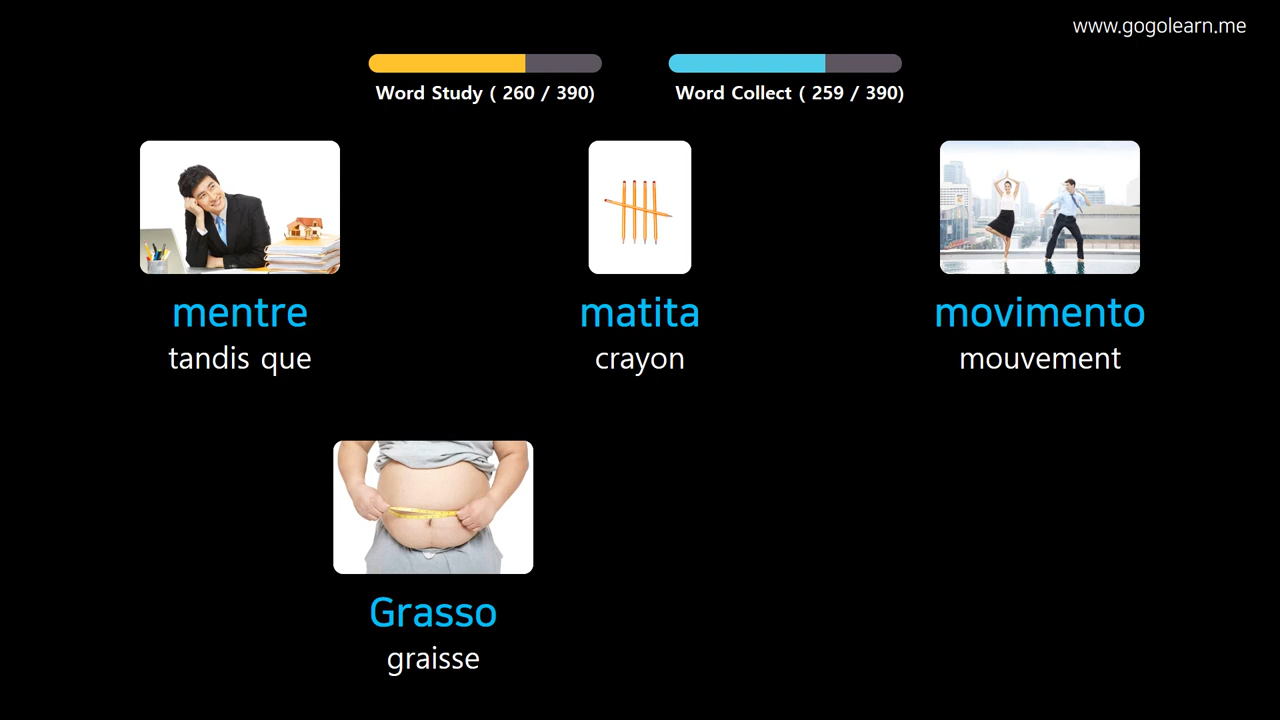 www.gogolearn.me
Word Study ( 260 / 390)
Word Collect ( 259 / 390)
mentre
tandis que
matita
crayon
movimento
mouvement
Grasso
graisse